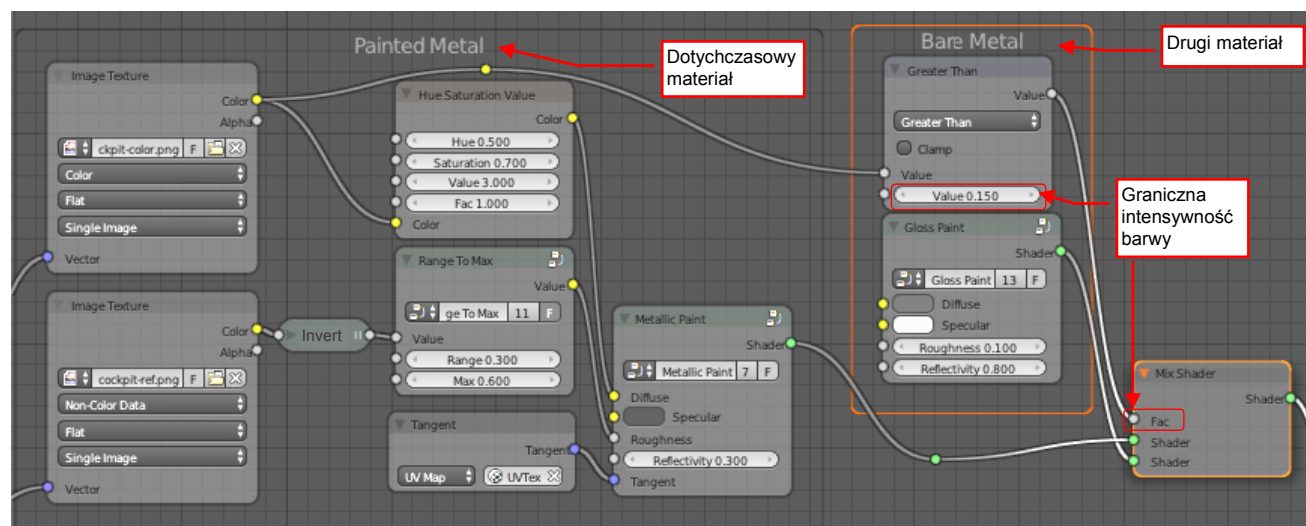 Painted Metal
Dotychczasowy
materiał
Bare Metal
Drugi materiał
Image Texture
Color
Alpha
ckpit-color.png F
Color
Flat
Single Image
Vector
Hue Saturation Value
Color
Hue 0.500
Saturation 0.700
Value 3.000
Fac 1.000
Color
Greater Than
Value
Greater Than
Clamp
Value
Value 0.150
Graniczna
intensywność
barwy
Gloss Paint
Shader
Gloss Paint 13 F
Diffuse
Specular
Roughness 0.100
Reflectivity 0.800
Range To Max
Value
ge To Max 11 F
Value
Range 0.300
Max 0.600
Image Texture
Color
Alpha
cockpit-ref.png F
Non-Color Data
Flat
Single Image
Vector
Invert
Metallic Paint
Shader
Metallic Paint 7 F
Diffuse
Specular
Roughness
Reflectivity 0.300
Tangent
Tangent
Tangent
UV Map UVTex
Mix Shader
Shader
Fac
Shader
Shader